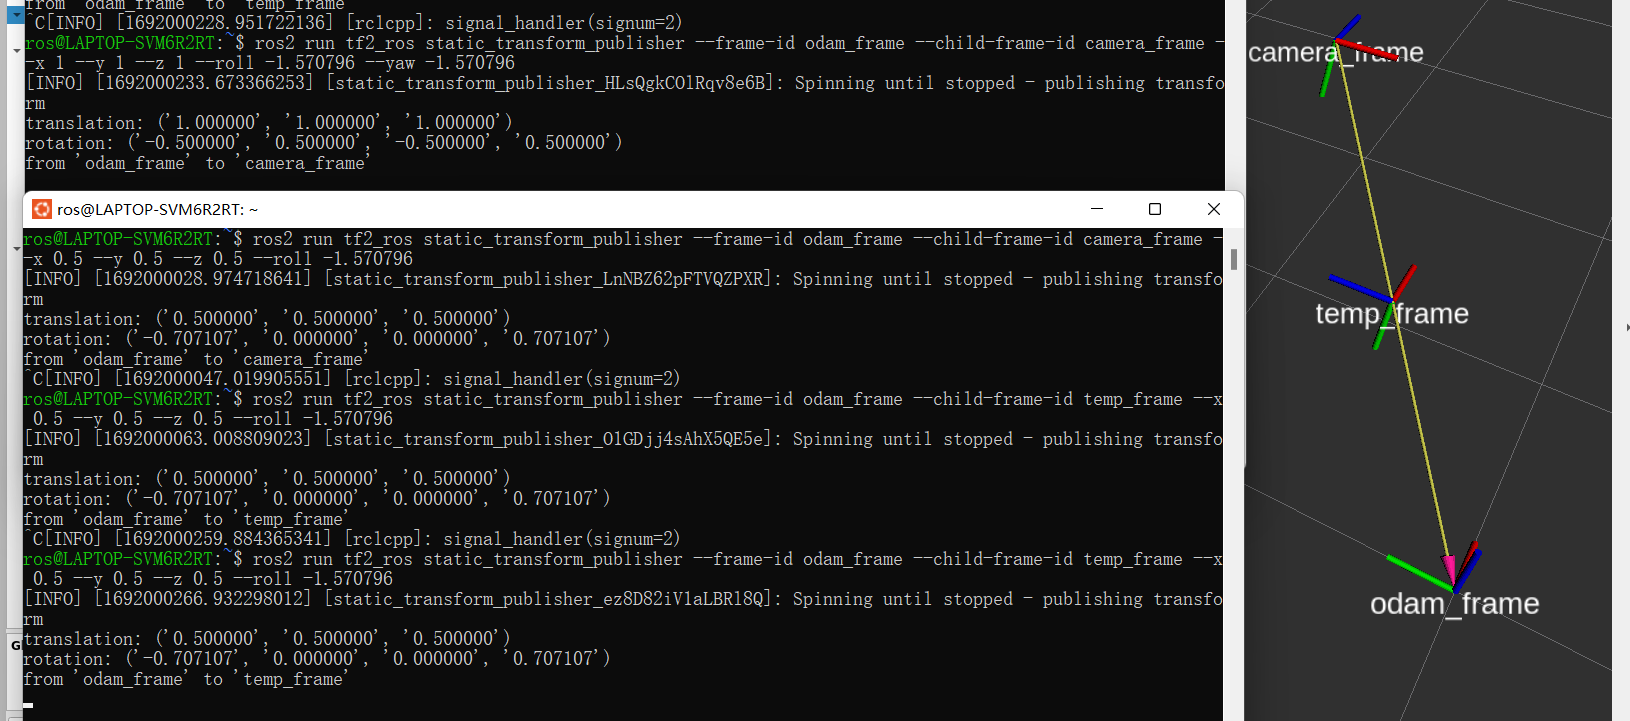 from 'odam_frame' to 'temp_frame'
^C[INFO] [1692000228.951722136] [rclcpp]: signal_handler(signum=2)
ros@LAPTOP-SVM6R2RT:~$ ros2 run tf2_ros static_transform_publisher --frame-id odam_frame --child-frame-id camera_frame -
-x 1 --y 1 --z 1 --roll -1.570796 --yaw -1.570796
[INFO] [1692000233.673366253] [static_transform_publisher_HLsQgkCOlRqv8e6B]: Spinning until stopped - publishing transfo
rm
translation: ('1.000000', '1.000000', '1.000000')
rotation: ('-0.500000', '0.500000', '-0.500000', '0.500000')
from 'odam_frame' to 'camera_frame'
ros@LAPTOP-SVM6R2RT: ~
ros@LAPTOP-SVM6R2RT:~$ ros2 run tf2_ros static_transform_publisher --frame-id odam_frame --child-frame-id camera_frame -
-x 0.5 --y 0.5 --z 0.5 --roll -1.570796
[INFO] [1692000028.974718641] [static_transform_publisher_LnNBZ62pFTVQZPXR]: Spinning until stopped - publishing transfo
rm
translation: ('0.500000', '0.500000', '0.500000')
rotation: ('-0.707107', '0.000000', '0.000000', '0.707107')
from 'odam_frame' to 'camera_frame'
^C[INFO] [1692000047.019905551] [rclcpp]: signal_handler(signum=2)
ros@LAPTOP-SVM6R2RT:~$ ros2 run tf2_ros static_transform_publisher --frame-id odam_frame --child-frame-id temp_frame --x
0.5 --y 0.5 --z 0.5 --roll -1.570796
[INFO] [1692000063.008809023] [static_transform_publisher_O1GDjj4sAhX5QE5e]: Spinning until stopped - publishing transfo
rm
translation: ('0.500000', '0.500000', '0.500000')
rotation: ('-0.707107', '0.000000', '0.000000', '0.707107')
from 'odam_frame' to 'temp_frame'
^C[INFO] [1692000259.884365341] [rclcpp]: signal_handler(signum=2)
ros@LAPTOP-SVM6R2RT:~$ ros2 run tf2_ros static_transform_publisher --frame-id odam_frame --child-frame-id temp_frame --x
0.5 --y 0.5 --z 0.5 --roll -1.570796
[INFO] [1692000266.932298012] [static_transform_publisher_ez8D82iVlaLBRl8Q]: Spinning until stopped - publishing transfo
rm
translation: ('0.500000', '0.500000', '0.500000')
rotation: ('-0.707107', '0.000000', '0.000000', '0.707107')
from 'odam_frame' to 'temp_frame'
camera_frame
temp_frame
odam_frame